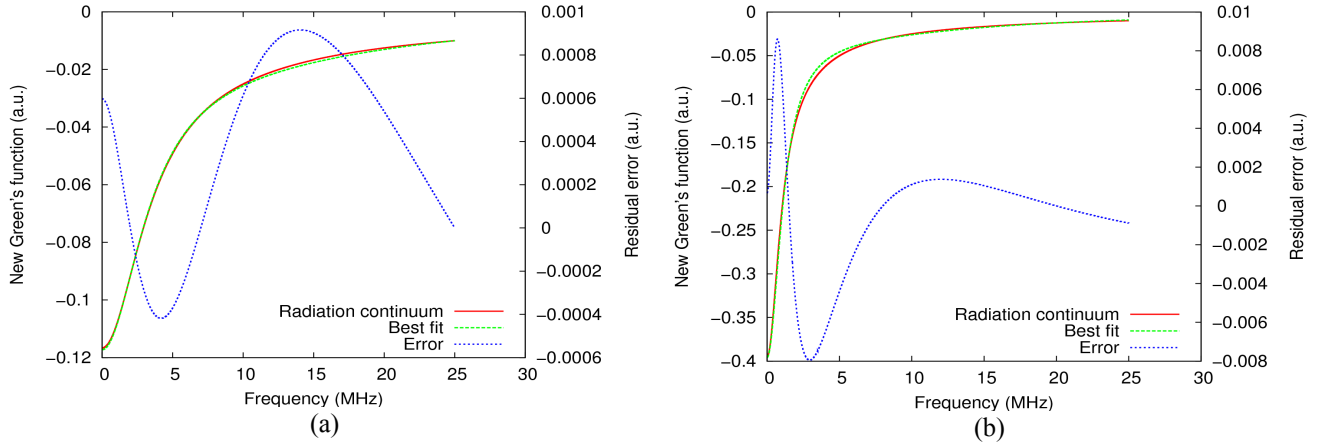 0
−0.02
−0.04
−0.06
−0.08
−0.1
−0.12
New Green's function (a.u.)
0.001
0.0008
0.0006
0.0004
0.0002
0
−0.0002
−0.0004
−0.0006
Residual error (a.u.)
Radiation continuum
Best fit
Error
0 5 10 15 20 25 30
Frequency (MHz)
(a)
0
−0.05
−0.1
−0.15
−0.2
−0.25
−0.3
−0.35
−0.4
New Green's function (a.u.)
0.01
0.008
0.006
0.004
0.002
0
−0.002
−0.004
−0.006
−0.008
Residual error (a.u.)
Radiation continuum
Best fit
Error
0 5 10 15 20 25 30
Frequency (MHz)
(b)